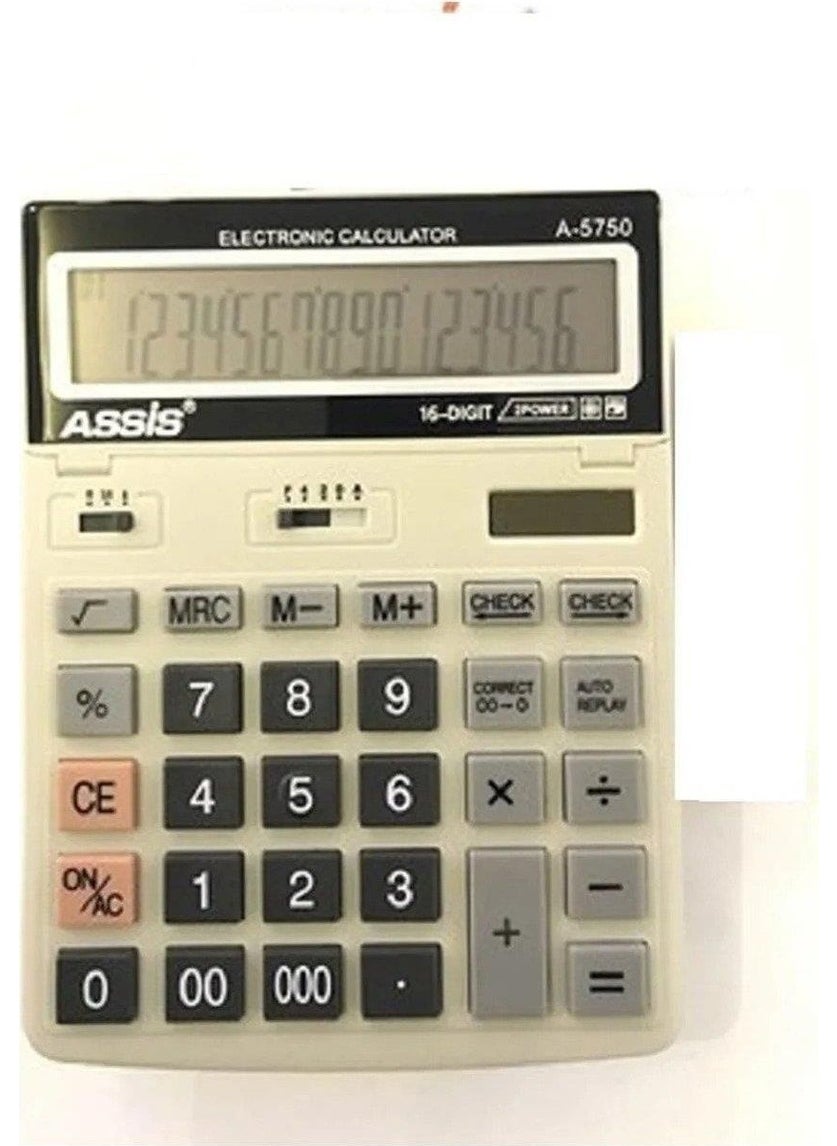 ELECTRONIC CALCULATOR A-5750
1234567890123456
ASSIS®
16-DIGIT 2POWER
√ MRC M− M+ CHECK CHECK
% 7 8 9 CORRECT 00→0 AUTO REPLAY
CE 4 5 6 × ÷
ON/AC 1 2 3 −
+
0 00 000 . =